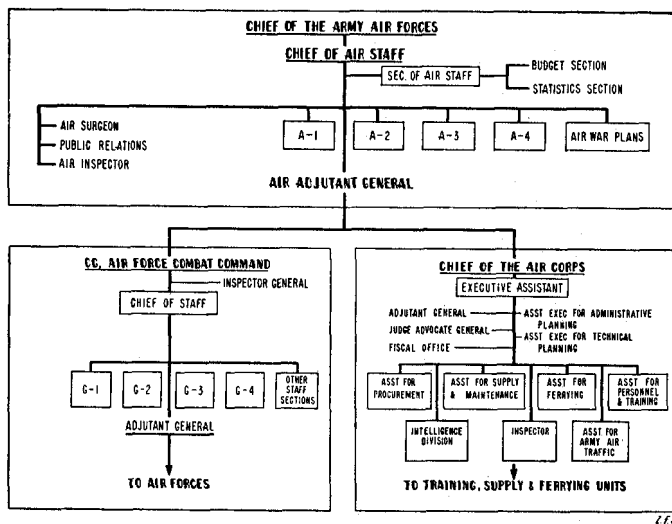 CHIEF OF THE ARMY AIR FORCES
CHIEF OF AIR STAFF
SEC. OF AIR STAFF
BUDGET SECTION
STATISTICS SECTION
AIR SURGEON
PUBLIC RELATIONS
AIR INSPECTOR
A-1
A-2
A-3
A-4
AIR WAR PLANS
AIR ADJUTANT GENERAL
CG, AIR FORCE COMBAT COMMAND
INSPECTOR GENERAL
CHIEF OF STAFF
G-1
G-2
G-3
G-4
OTHER
STAFF
SECTIONS
ADJUTANT GENERAL
TO AIR FORCES
CHIEF OF THE AIR CORPS
EXECUTIVE ASSISTANT
ADJUTANT GENERAL
JUDGE ADVOCATE GENERAL
FISCAL OFFICE
ASST EXEC FOR ADMINISTRATIVE
PLANNING
ASST EXEC FOR TECHNICAL
PLANNING
ASST FOR
PROCUREMENT
ASST FOR SUPPLY
& MAINTENANCE
ASST FOR
FERRYING
ASST FOR
PERSONNEL
& TRAINING
INTELLIGENCE
DIVISION
INSPECTOR
ASST FOR
ARMY AIR
TRAFFIC
TO TRAINING, SUPPLY & FERRYING UNITS